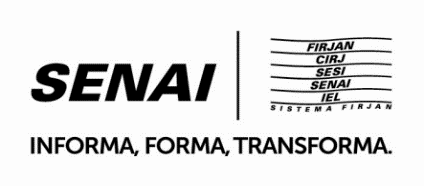 SENAI
FIRJAN
CIRJ
SESI
SENAI
IEL
SISTEMA FIRJAN
INFORMA, FORMA, TRANSFORMA.